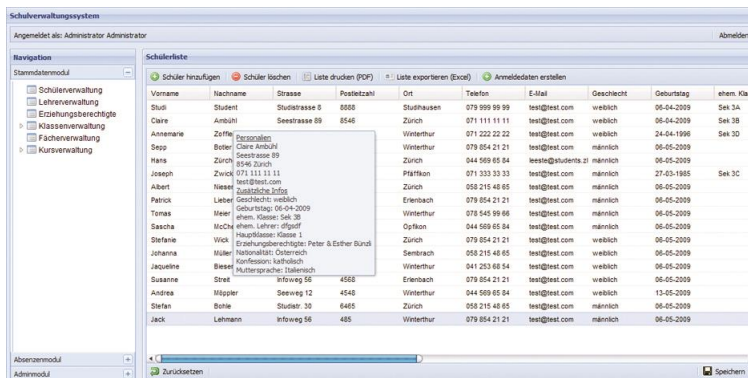 Schulverwaltungssystem
Angemeldet als: Administrator Administrator Abmelden
Navigation
Stammdatenmodul
Schülerverwaltung
Lehrerverwaltung
Erziehungsberechtigte
Klassenverwaltung
Fächerverwaltung
Kursverwaltung
Absenzenmodul
Adminmodul
Schülerliste
Schüler hinzufügen Schüler löschen Liste drucken (PDF) Liste exportieren (Excel) Anmeldedaten erstellen
Vorname Nachname Strasse Postleitzahl Ort Telefon E-Mail Geschlecht Geburtstag ehem. Kla
Studi Student Studistrasse 8 8888 Studihausen 079 999 99 99 test@test.com weiblich 06-04-2009 Sek 3A
Claire Ambühl Seestrasse 89 8546 Zürich 071 111 11 11 test@test.com weiblich 06-04-2009 Sek 3B
Annemarie Zoffle Winterthur 071 222 22 22 test@test.com weiblich 24-04-1996 Sek 3D
Sepp Botler Winterthur 079 854 21 21 test@test.com männlich 06-05-2009
Hans Zürch Zürich 044 569 65 84 leeste@students.zl männlich 06-05-2009
Joseph Zwick Pfäffikon 071 333 33 33 test@test.com männlich 27-03-1985 Sek 3C
Albert Nieser Zürich 058 215 48 65 test@test.com männlich 06-05-2009
Patrick Lieber Erlenbach 079 854 21 21 test@test.com männlich 06-05-2009
Tomas Meier Winterthur 078 545 99 66 test@test.com männlich 06-05-2009
Sascha McChe Opfikon 044 569 65 84 test@test.com männlich 06-05-2009
Stefanie Wick Zürich 079 854 21 21 test@test.com weiblich 06-05-2009
Johanna Müller Sembrach 058 215 48 65 test@test.com weiblich 06-05-2009
Jaqueline Bieser Winterthur 041 253 68 54 test@test.com weiblich 06-05-2009
Susanne Streit Infoweg 56 4568 Erlenbach 079 854 21 21 test@test.com weiblich 06-05-2009
Andrea Möppler Seeweg 12 4548 Winterthur 044 569 65 84 test@test.com weiblich 13-05-2009
Stefan Bohle Studistr. 30 6465 Zürich 058 215 48 65 test@test.com männlich 06-05-2009
Jack Lehmann Infoweg 56 485 Winterthur 079 854 21 21 test@test.com männlich 06-05-2009
Personalien
Claire Ambühl
Seestrasse 89
8546 Zürich
071 111 11 11
test@test.com
Zusätzliche Infos
Geschlecht: weiblich
Geburtstag: 06-04-2009
ehem. Klasse: Sek 3B
ehem. Lehrer: dfgsdf
Hauptklasse: Klasse 1
Erziehungsberechtigte: Peter & Esther Bünzli
Nationalität: Österreich
Konfession: katholisch
Muttersprache: Italienisch
Zurücksetzen Speichern